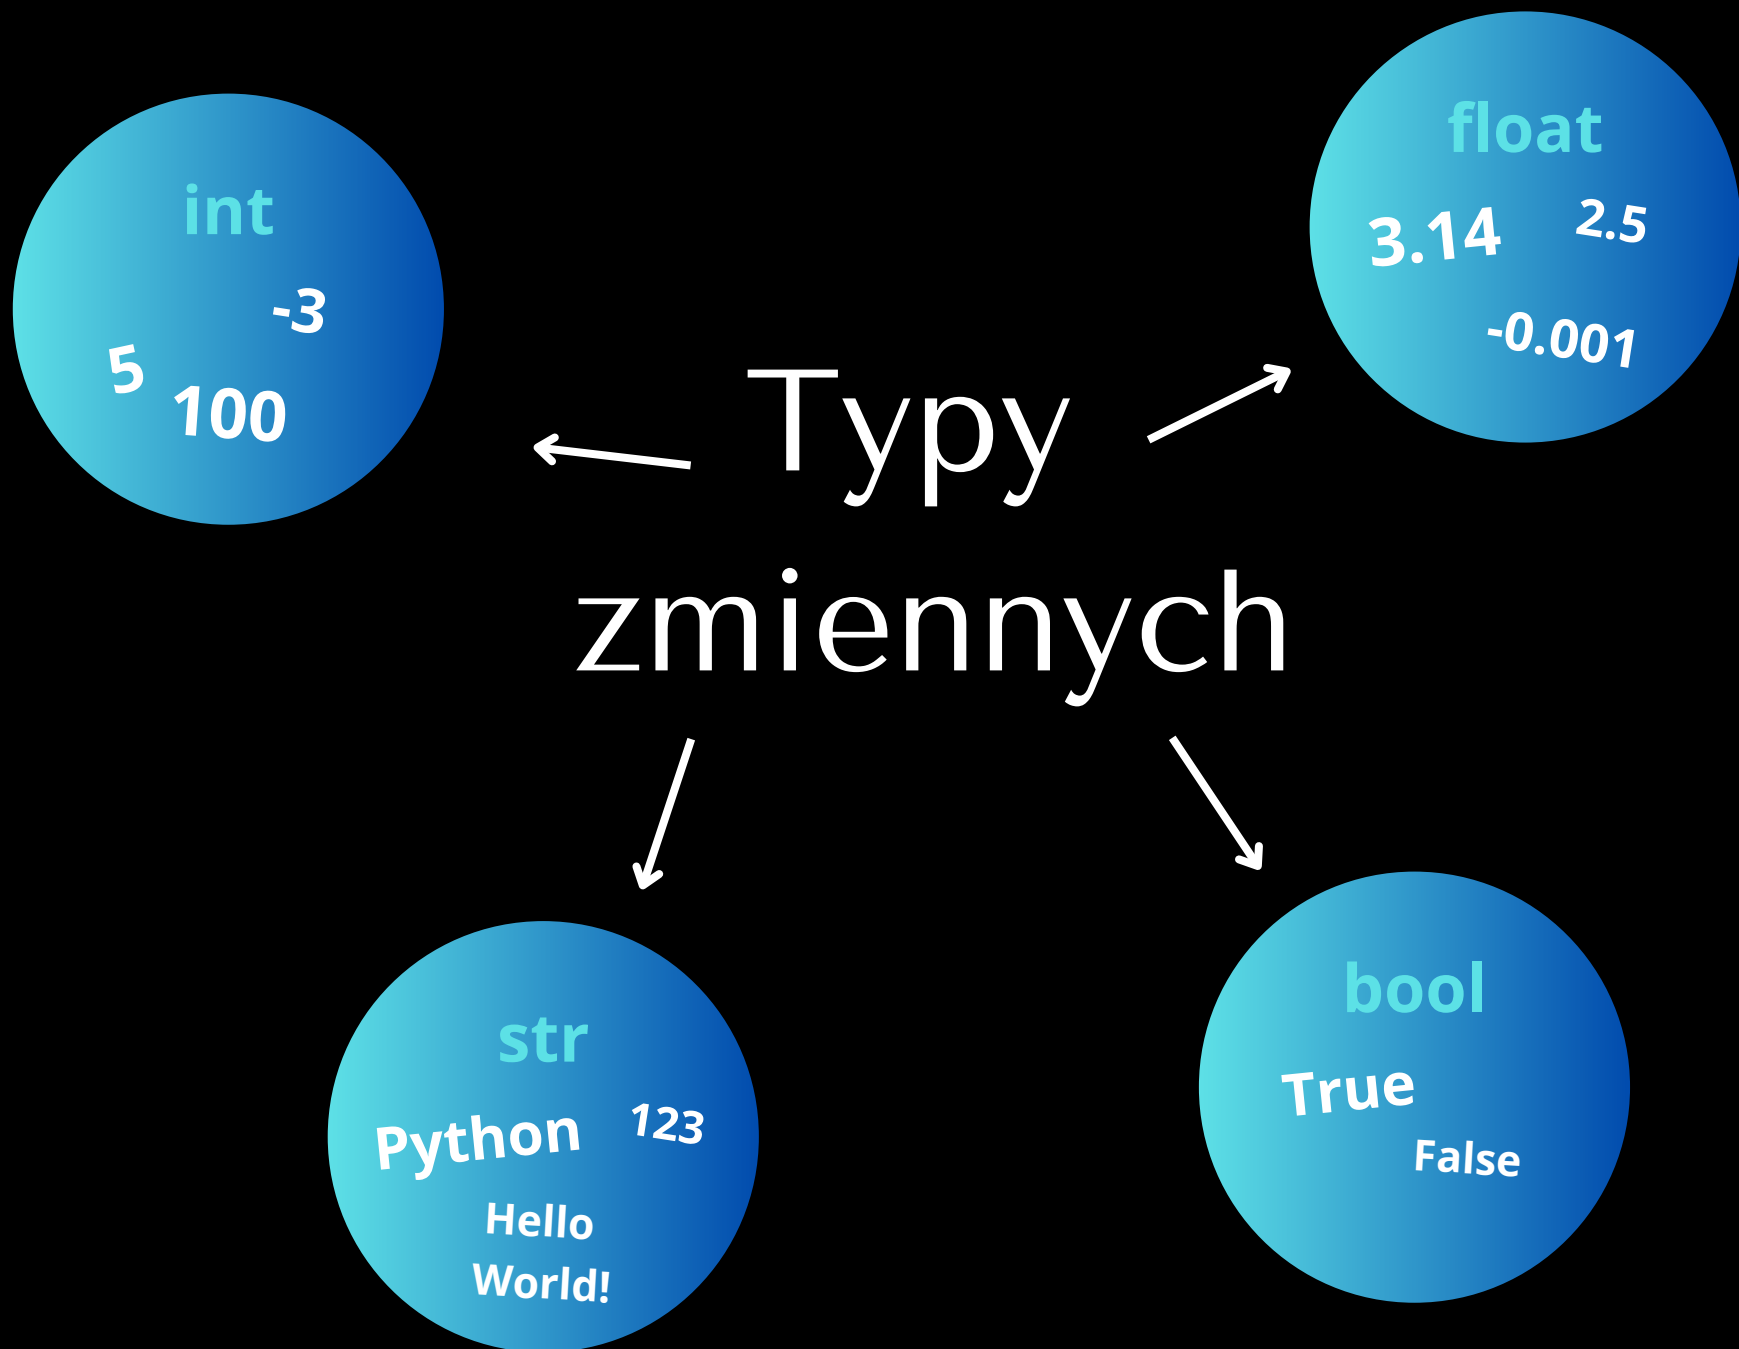 Typy
zmiennych
int
-3
5
100
float
3.14
2.5
-0.001
str
Python
123
Hello
World!
bool
True
False